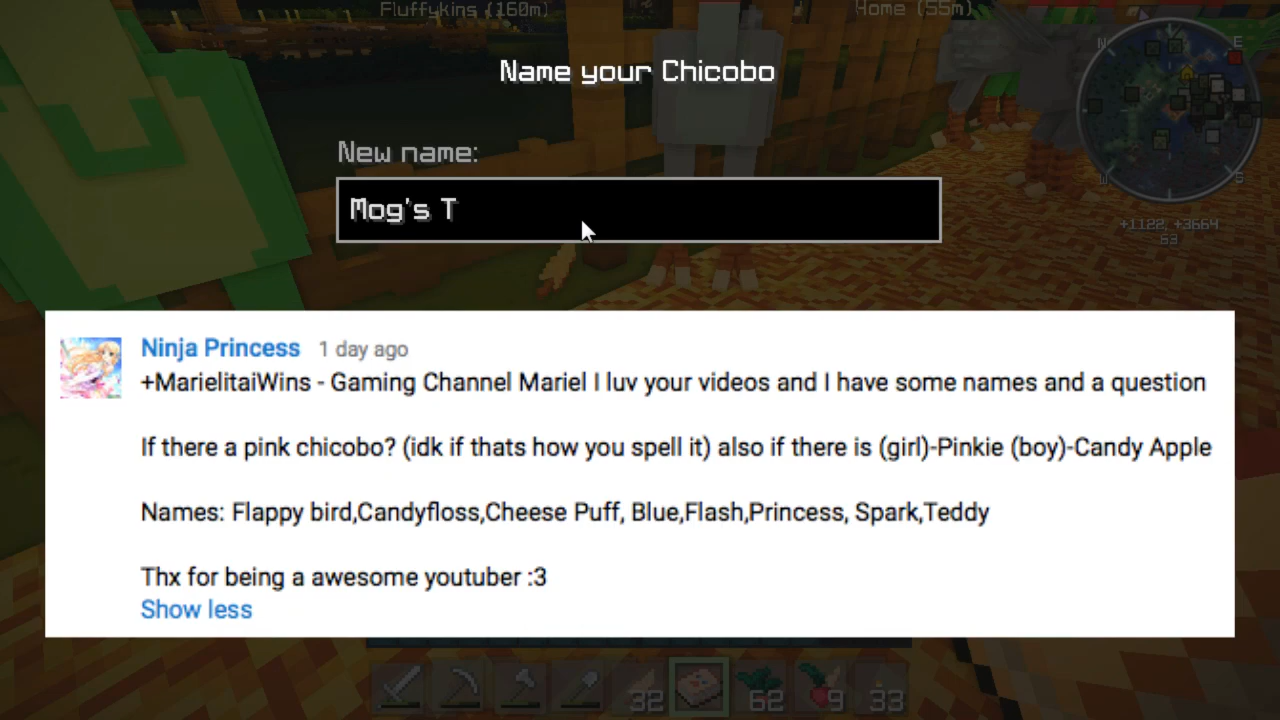 Fluffykins (160m)
Home (55m)
Name your Chicobo
N
E
New name:
Mog's T
W
S
+1122, +3664
63
Ninja Princess 1 day ago
+MarielitaiWins - Gaming Channel Mariel I luv your videos and I have some names and a question
If there a pink chicobo? (idk if thats how you spell it) also if there is (girl)-Pinkie (boy)-Candy Apple
Names: Flappy bird,Candyfloss,Cheese Puff, Blue,Flash,Princess, Spark,Teddy
Thx for being a awesome youtuber :3
Show less
32
62
9
33